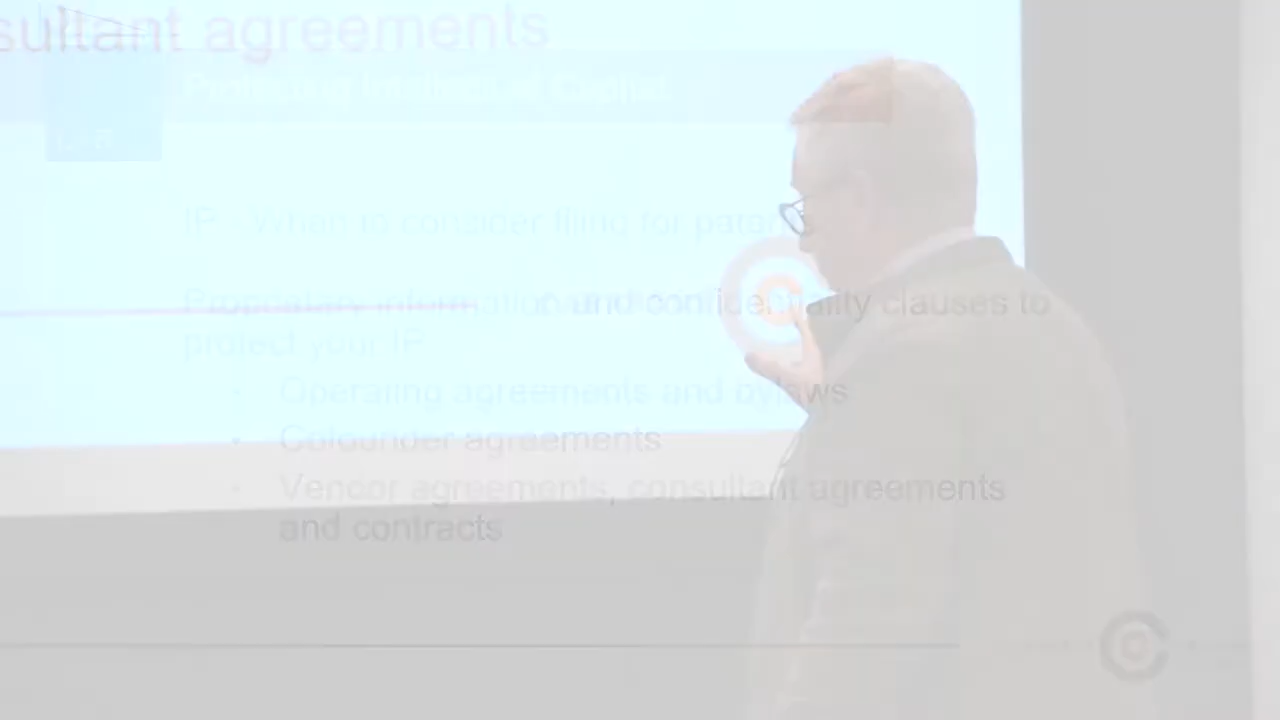 sultant agreements
Protecting Intellectual Capital
IP - When to consider filing for patents
Proprietary information and confidentiality clauses to
protect your IP
Operating agreements and bylaws
Cofounder agreements
Vendor agreements, consultant agreements
and contracts